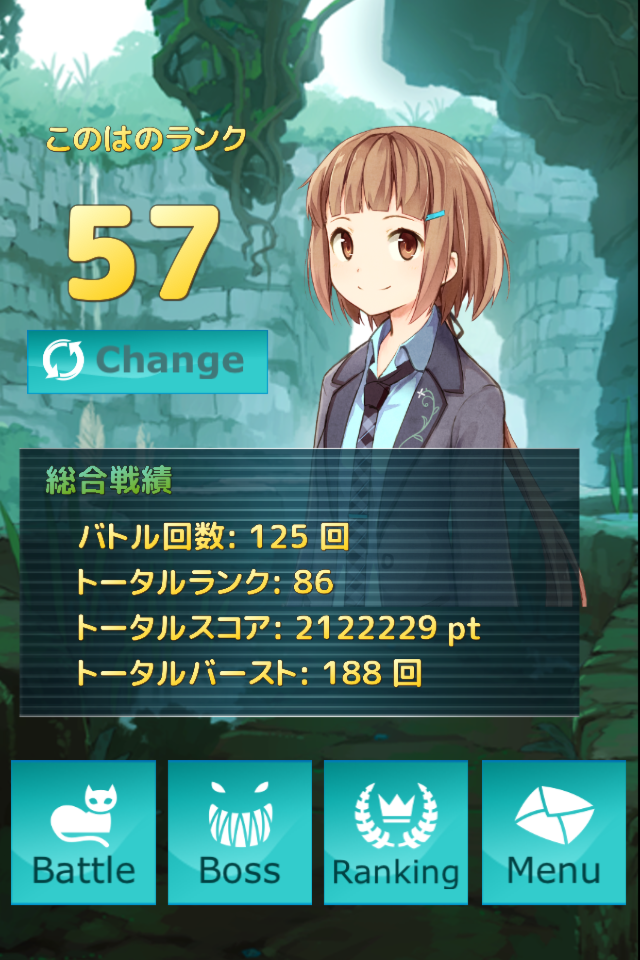 このはのランク
57
Change
総合戦績
バトル回数: 125 回
トータルランク: 86
トータルスコア: 2122229 pt
トータルバースト: 188 回
Battle
Boss
Ranking
Menu